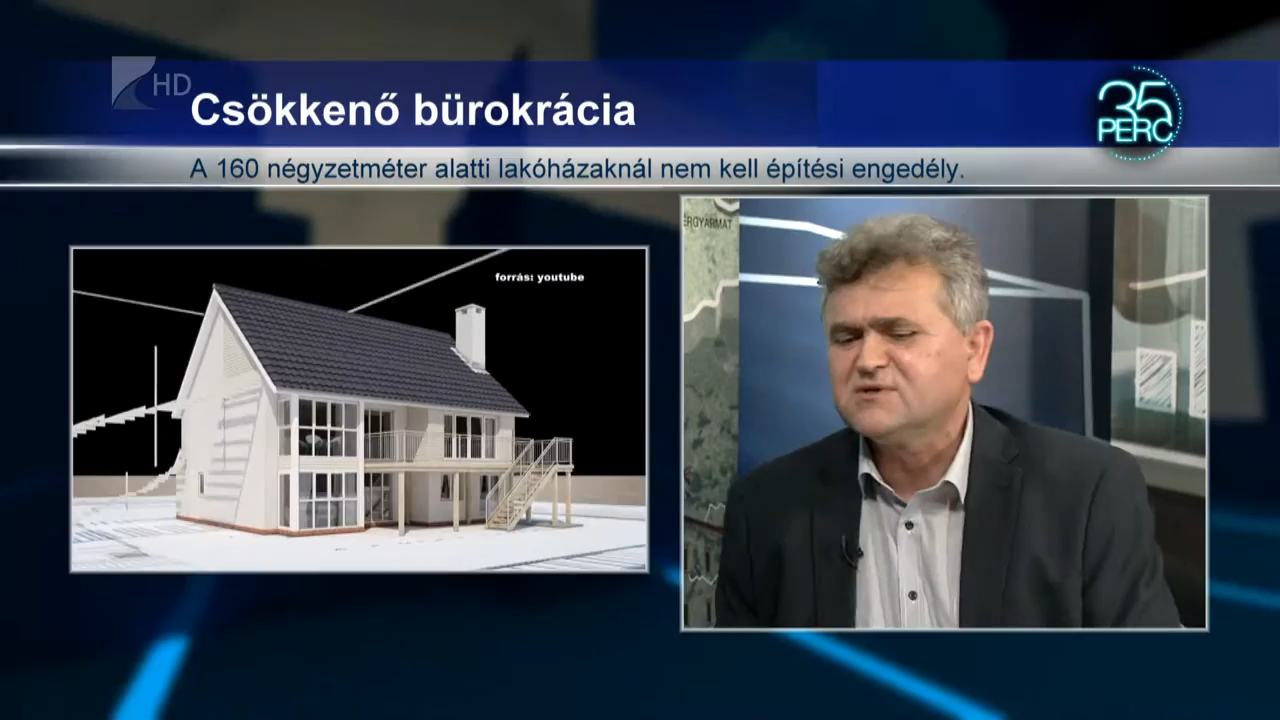 HD
Csökkenő bürokrácia
35
PERC
A 160 négyzetméter alatti lakóházaknál nem kell építési engedély.
forrás: youtube